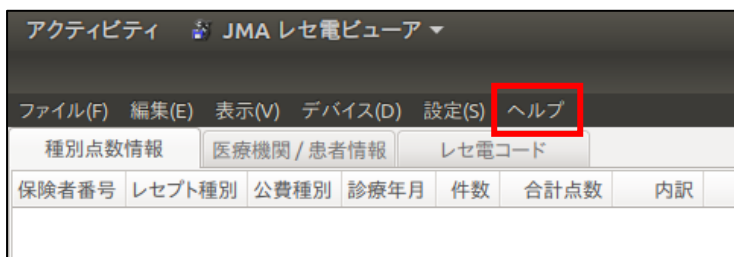 アクティビティ JMA レセ電ビューア
ファイル(F) 編集(E) 表示(V) デバイス(D) 設定(S) ヘルプ
種別点数情報 医療機関 / 患者情報 レセ電コード
保険者番号 レセプト種別 公費種別 診療年月 件数 合計点数 内訳